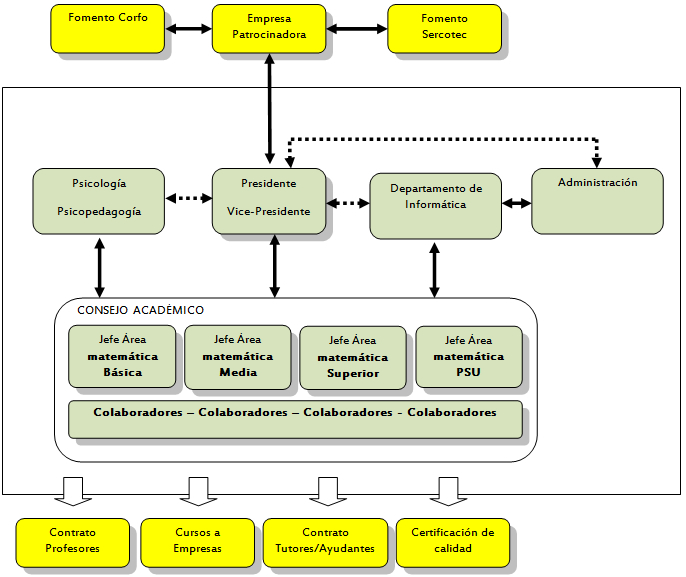 Fomento Corfo
Empresa
Patrocinadora
Fomento
Sercotec
Psicología
Psicopedagogía
Presidente
Vice-Presidente
Departamento de
Informática
Administración
CONSEJO ACADÉMICO
Jefe Área
matemática
Básica
Jefe Área
matemática
Media
Jefe Área
matemática
Superior
Jefe Área
matemática
PSU
Colaboradores – Colaboradores – Colaboradores - Colaboradores
Contrato
Profesores
Cursos a
Empresas
Contrato
Tutores/Ayudantes
Certificación de
calidad